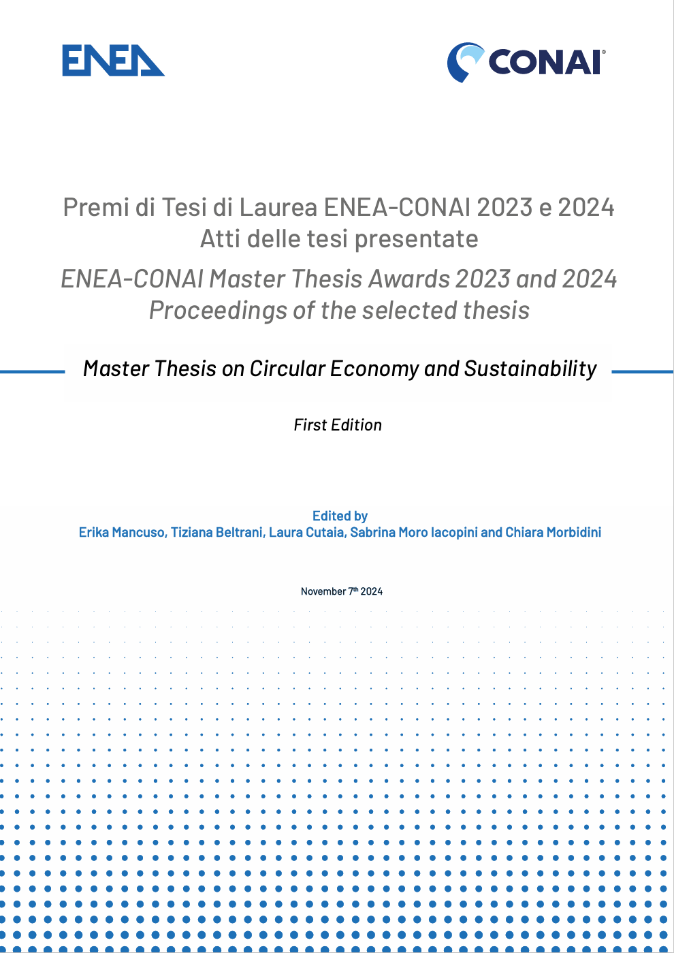 ENEA
CONAI®
Premi di Tesi di Laurea ENEA-CONAI 2023 e 2024
Atti delle tesi presentate
ENEA-CONAI Master Thesis Awards 2023 and 2024
Proceedings of the selected thesis
Master Thesis on Circular Economy and Sustainability
First Edition
Edited by
Erika Mancuso, Tiziana Beltrani, Laura Cutaia, Sabrina Moro Iacopini and Chiara Morbidini
November 7th 2024